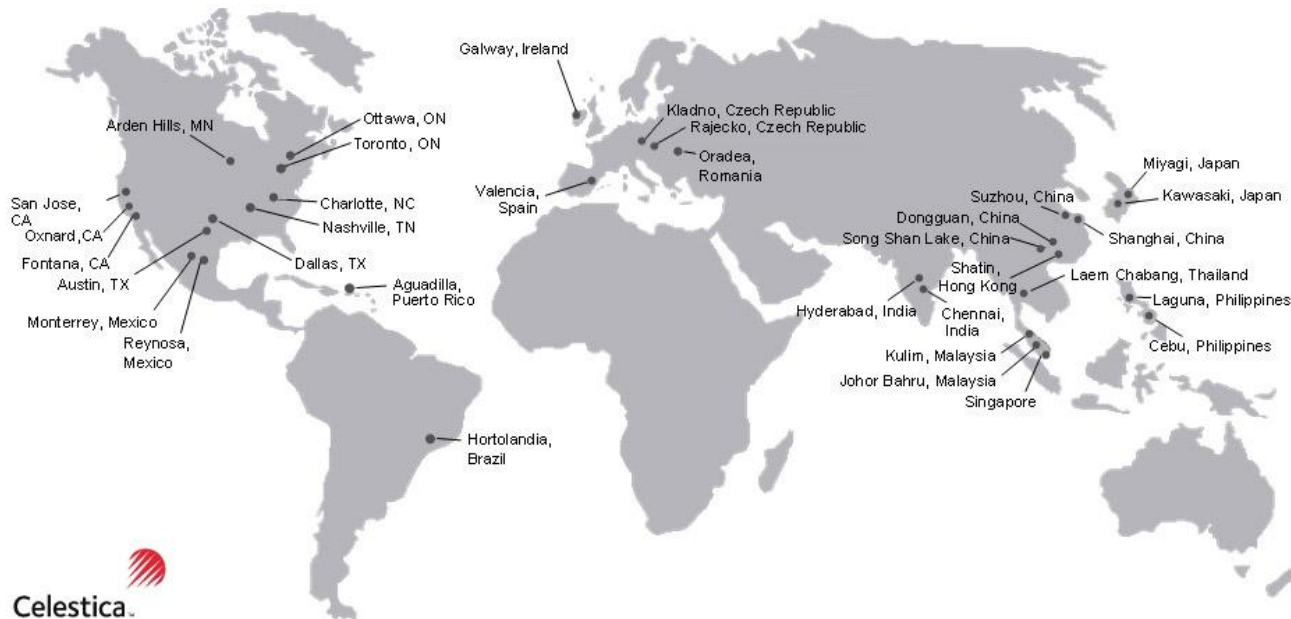 Galway, Ireland
Kladno, Czech Republic
Rajecko, Czech Republic
Oradea,
Romania
Valencia,
Spain
Ottawa, ON
Toronto, ON
Arden Hills, MN
San Jose,
CA
Oxnard,CA
Fontana, CA
Austin, TX
Charlotte, NC
Nashville, TN
Dallas, TX
Monterrey, Mexico
Reynosa,
Mexico
Aguadilla,
Puerto Rico
Hortolandia,
Brazil
Miyagi, Japan
Kawasaki, Japan
Suzhou, China
Dongguan, China
Song Shan Lake, China
Shanghai, China
Shatin,
Hong Kong
Laem Chabang, Thailand
Hyderabad, India
Chennai,
India
Laguna, Philippines
Cebu, Philippines
Kulim, Malaysia
Johor Bahru, Malaysia
Singapore
Celestica